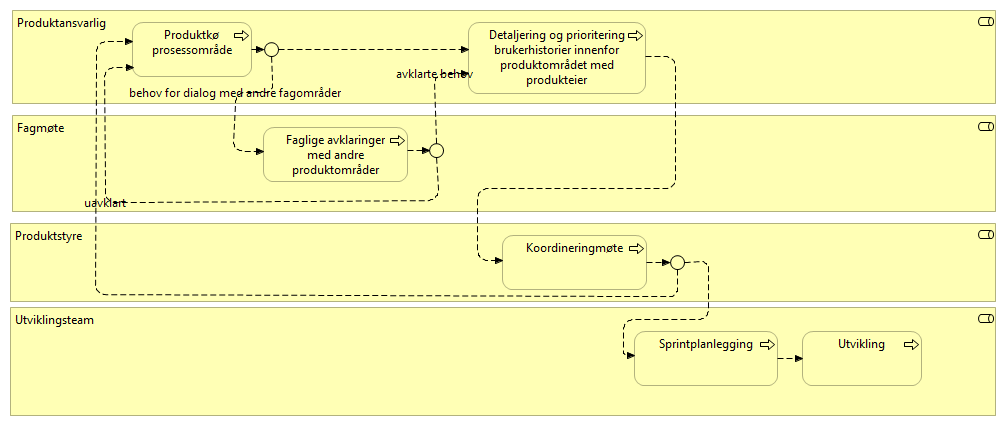 Produktansvarlig
Produktkø
prosessområde
Detaljering og prioritering
brukerhistorier innenfor
produktområdet med
produkteier
avklarte behov
behov for dialog med andre fagområder
Fagmøte
Faglige avklaringer
med andre
produktområder
uavklart
Produktstyre
Koordineringmøte
Utviklingsteam
Sprintplanlegging
Utvikling